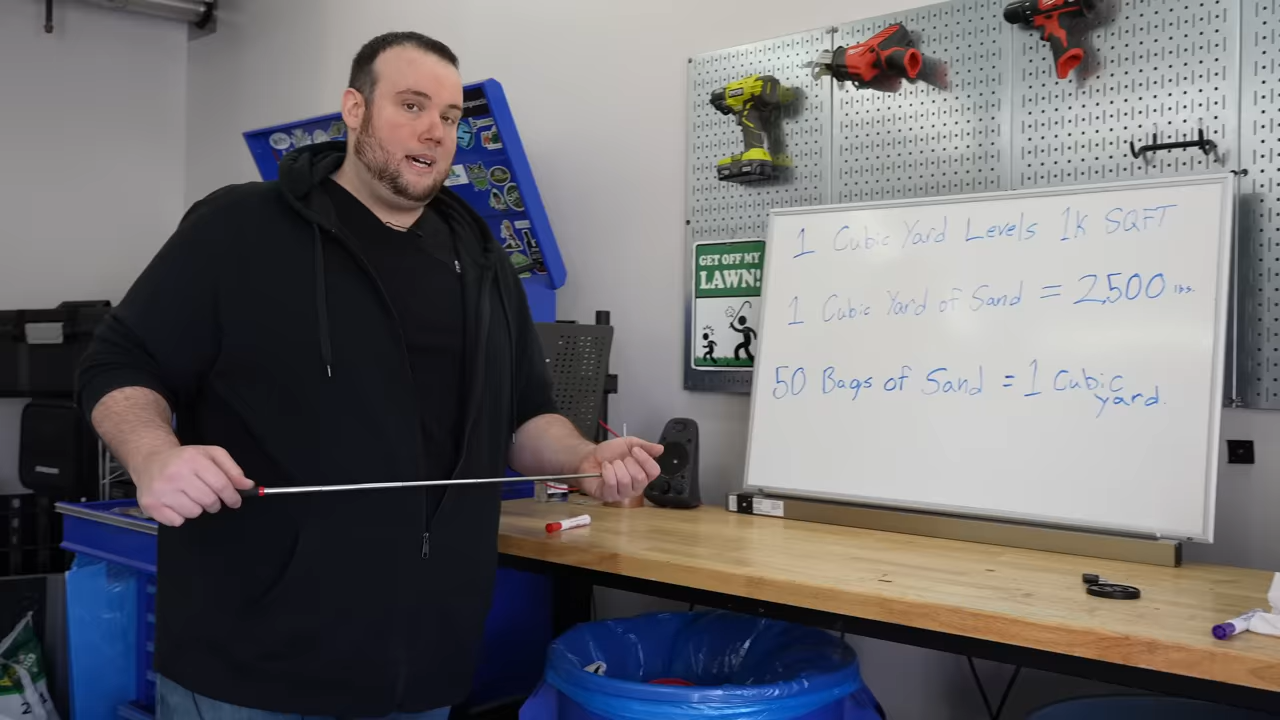 GET OFF MY
LAWN!
1 Cubic Yard Levels 1K SQFT
1 Cubic Yard of Sand = 2,500 lbs.
50 Bags of Sand = 1 Cubic
yard.